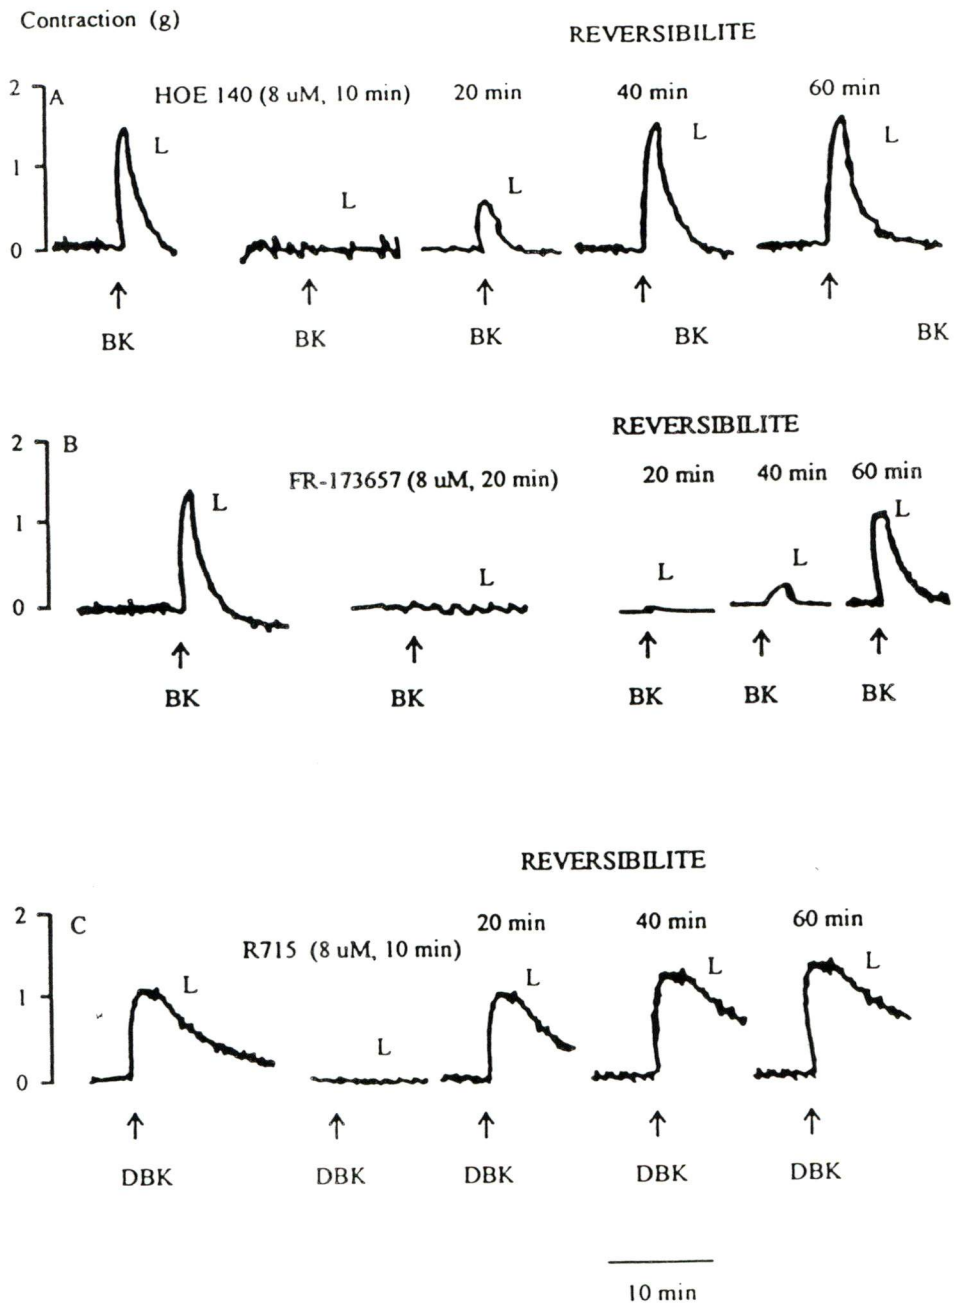 Contraction (g)
REVERSIBILITE
A HOE 140 (8 uM, 10 min) 20 min 40 min 60 min
2
1
0
L L L L L
BK BK BK BK BK
REVERSIBILITE
B FR-173657 (8 uM, 20 min) 20 min 40 min 60 min
2
1
0
L L L L L
BK BK BK BK BK
REVERSIBILITE
C R715 (8 uM, 10 min) 20 min 40 min 60 min
2
1
0
L L L L L
DBK DBK DBK DBK DBK
10 min